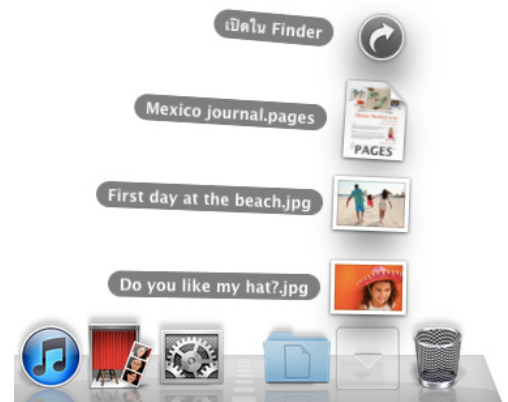 เปิดใน Finder
Mexico journal.pages
PAGES
First day at the beach.jpg
Do you like my hat?.jpg